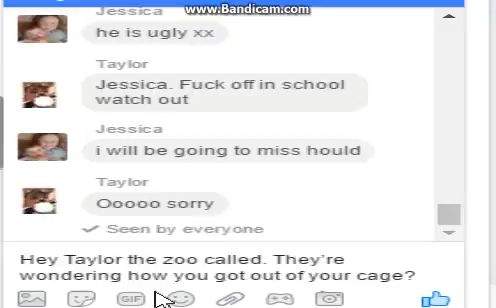 www.Bandicam.com
Jessica
he is ugly xx
Taylor
Jessica. Fuck off in school
watch out
Jessica
i will be going to miss hould
Taylor
Ooooo sorry
Seen by everyone
Hey Taylor the zoo called. They're
wondering how you got out of your cage?
GIF